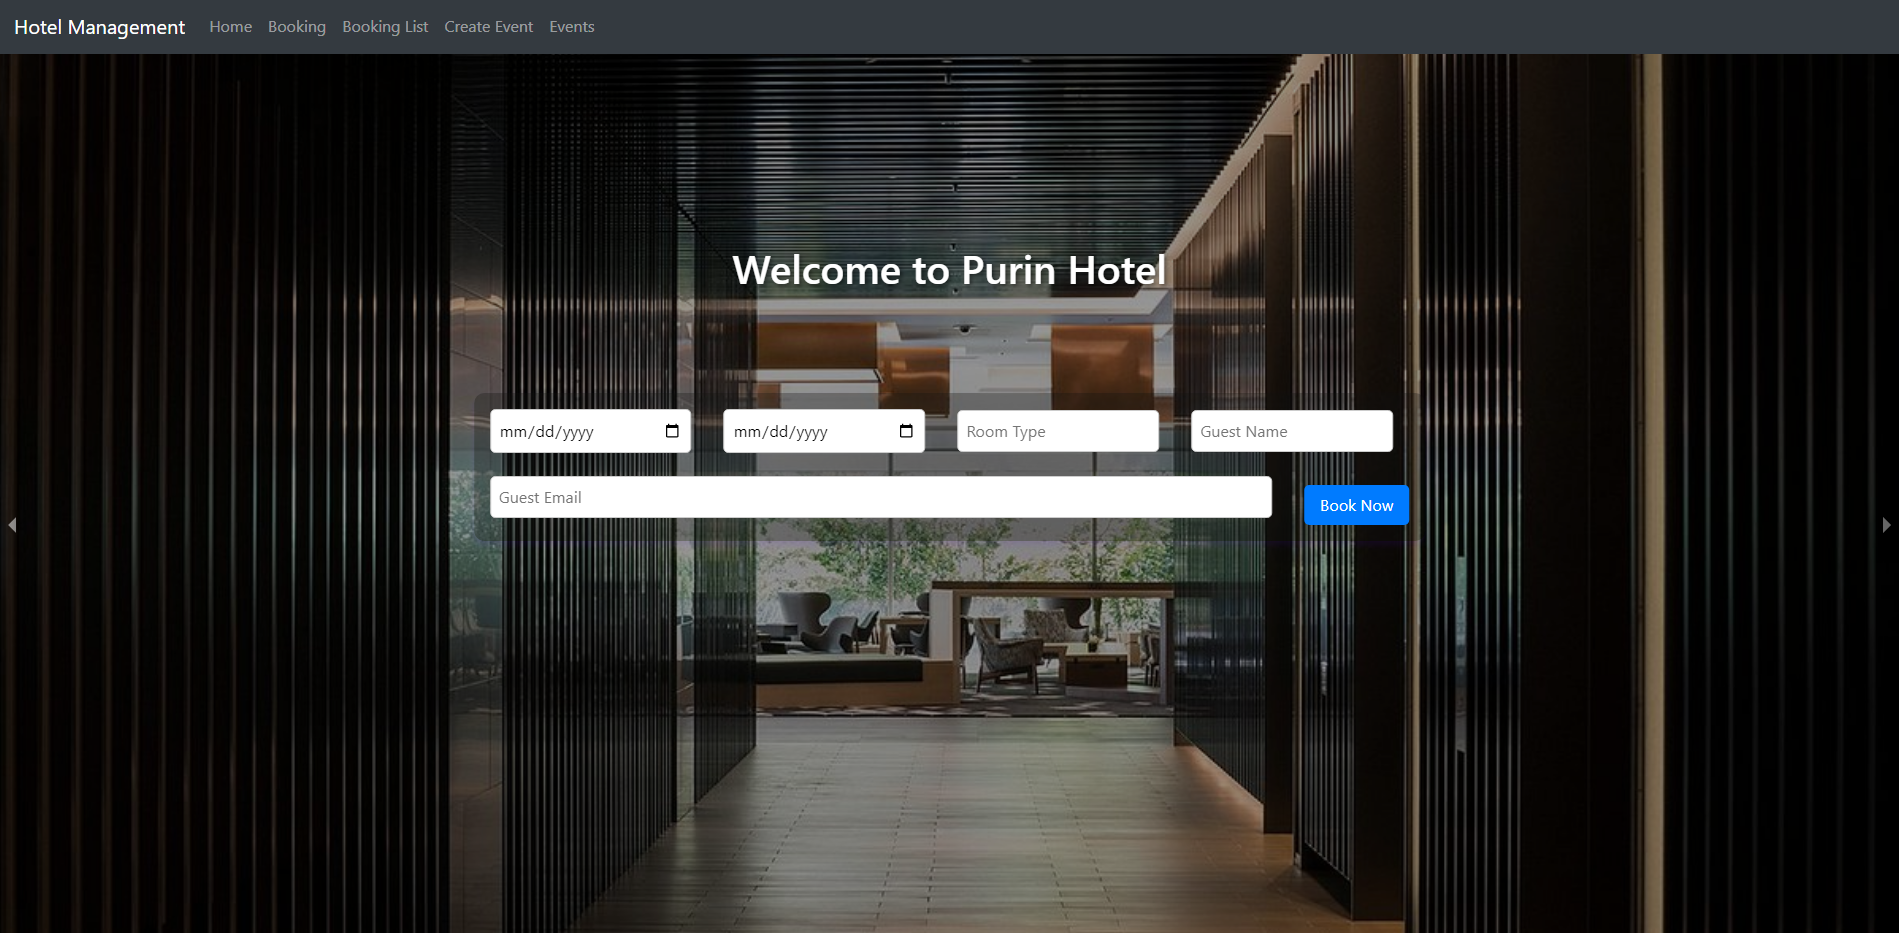 Hotel Management Home Booking Booking List Create Event Events
Welcome to Purin Hotel
mm/dd/yyyy mm/dd/yyyy Room Type Guest Name
Guest Email Book Now